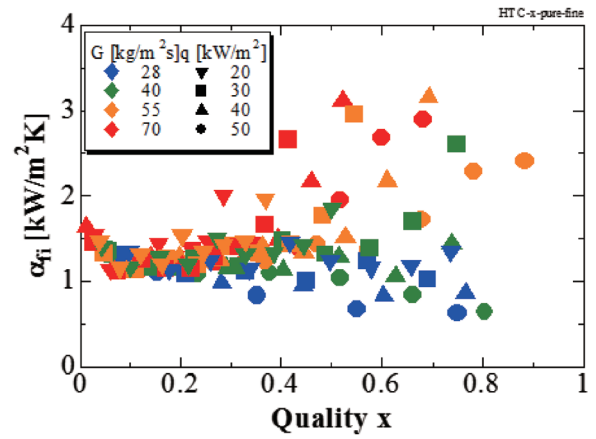 HTC-x-pure-fine
G [kg/m²s]q [kW/m²]
28 20
40 30
55 40
70 50
4
3
2
1
0
αfi [kW/m²K]
0 0.2 0.4 0.6 0.8 1
Quality x